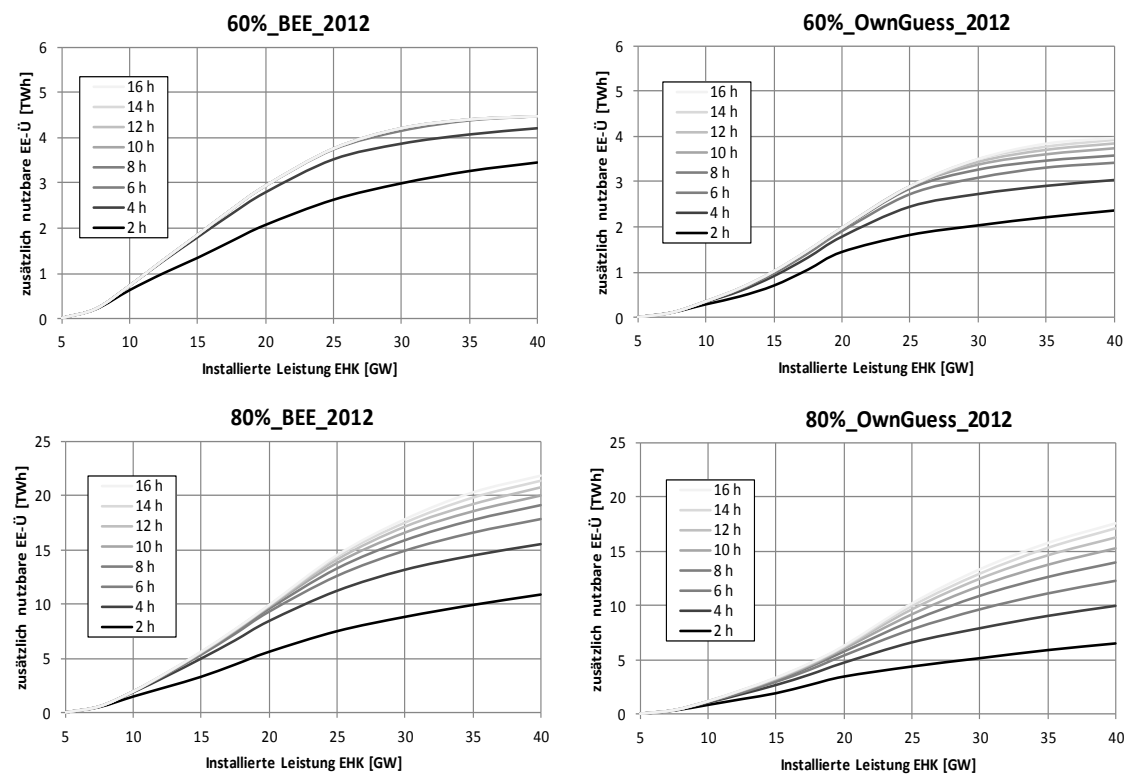 60%_BEE_2012
zusätzlich nutzbare EE-Ü [TWh]
6
5
4
3
2
1
0
16 h
14 h
12 h
10 h
8 h
6 h
4 h
2 h
5 10 15 20 25 30 35 40
Installierte Leistung EHK [GW]
60%_OwnGuess_2012
zusätzlich nutzbare EE-Ü [TWh]
6
5
4
3
2
1
0
16 h
14 h
12 h
10 h
8 h
6 h
4 h
2 h
5 10 15 20 25 30 35 40
Installierte Leistung EHK [GW]
80%_BEE_2012
zusätzlich nutzbare EE-Ü [TWh]
25
20
15
10
5
0
16 h
14 h
12 h
10 h
8 h
6 h
4 h
2 h
5 10 15 20 25 30 35 40
Installierte Leistung EHK [GW]
80%_OwnGuess_2012
zusätzlich nutzbare EE-Ü [TWh]
25
20
15
10
5
0
16 h
14 h
12 h
10 h
8 h
6 h
4 h
2 h
5 10 15 20 25 30 35 40
Installierte Leistung EHK [GW]